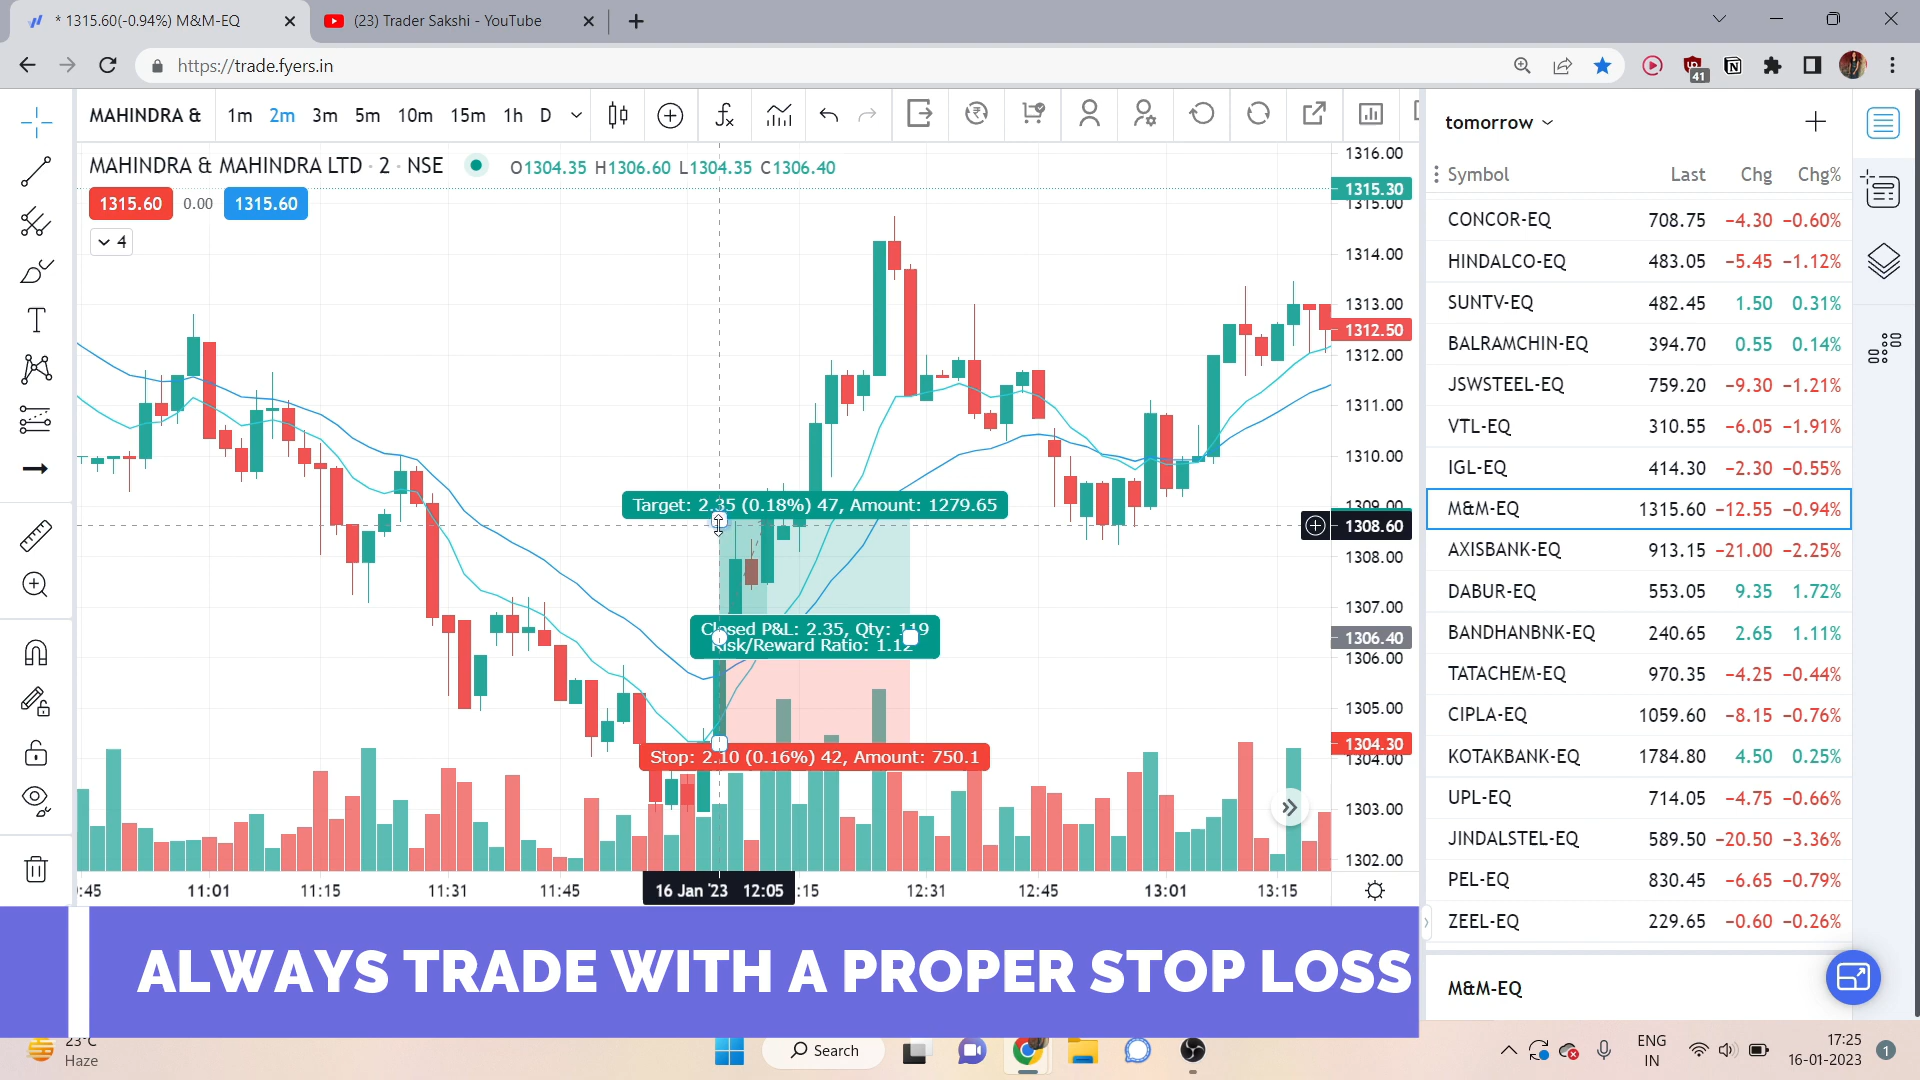 * 1315.60(-0.94%) M&M-EQ
(23) Trader Sakshi - YouTube
https://trade.fyers.in
41
MAHINDRA &
1m 2m 3m 5m 10m 15m 1h D
MAHINDRA & MAHINDRA LTD · 2 · NSE
O1304.35 H1306.60 L1304.35 C1306.40
1315.60 0.00 1315.60
4
Target: 2.35 (0.18%) 47, Amount: 1279.65
Closed P&L: 2.35, Qty: 119
Risk/Reward Ratio: 1.12
Stop: 2.10 (0.16%) 42, Amount: 750.1
1316.00
1315.30
1315.00
1314.00
1313.00
1312.50
1312.00
1311.00
1310.00
1309.00
1308.60
1308.00
1307.00
1306.40
1306.00
1305.00
1304.30
1304.00
1303.00
1302.00
:45 11:01 11:15 11:31 11:45 16 Jan '23 12:05 :15 12:31 12:45 13:01 13:15
tomorrow
Symbol Last Chg Chg%
CONCOR-EQ 708.75 −4.30 −0.60%
HINDALCO-EQ 483.05 −5.45 −1.12%
SUNTV-EQ 482.45 1.50 0.31%
BALRAMCHIN-EQ 394.70 0.55 0.14%
JSWSTEEL-EQ 759.20 −9.30 −1.21%
VTL-EQ 310.55 −6.05 −1.91%
IGL-EQ 414.30 −2.30 −0.55%
M&M-EQ 1315.60 −12.55 −0.94%
AXISBANK-EQ 913.15 −21.00 −2.25%
DABUR-EQ 553.05 9.35 1.72%
BANDHANBNK-EQ 240.65 2.65 1.11%
TATACHEM-EQ 970.35 −4.25 −0.44%
CIPLA-EQ 1059.60 −8.15 −0.76%
KOTAKBANK-EQ 1784.80 4.50 0.25%
UPL-EQ 714.05 −4.75 −0.66%
JINDALSTEL-EQ 589.50 −20.50 −3.36%
PEL-EQ 830.45 −6.65 −0.79%
ZEEL-EQ 229.65 −0.60 −0.26%
M&M-EQ
ALWAYS TRADE WITH A PROPER STOP LOSS
23°C
Haze
Search
ENG
IN
17:25
16-01-2023
1